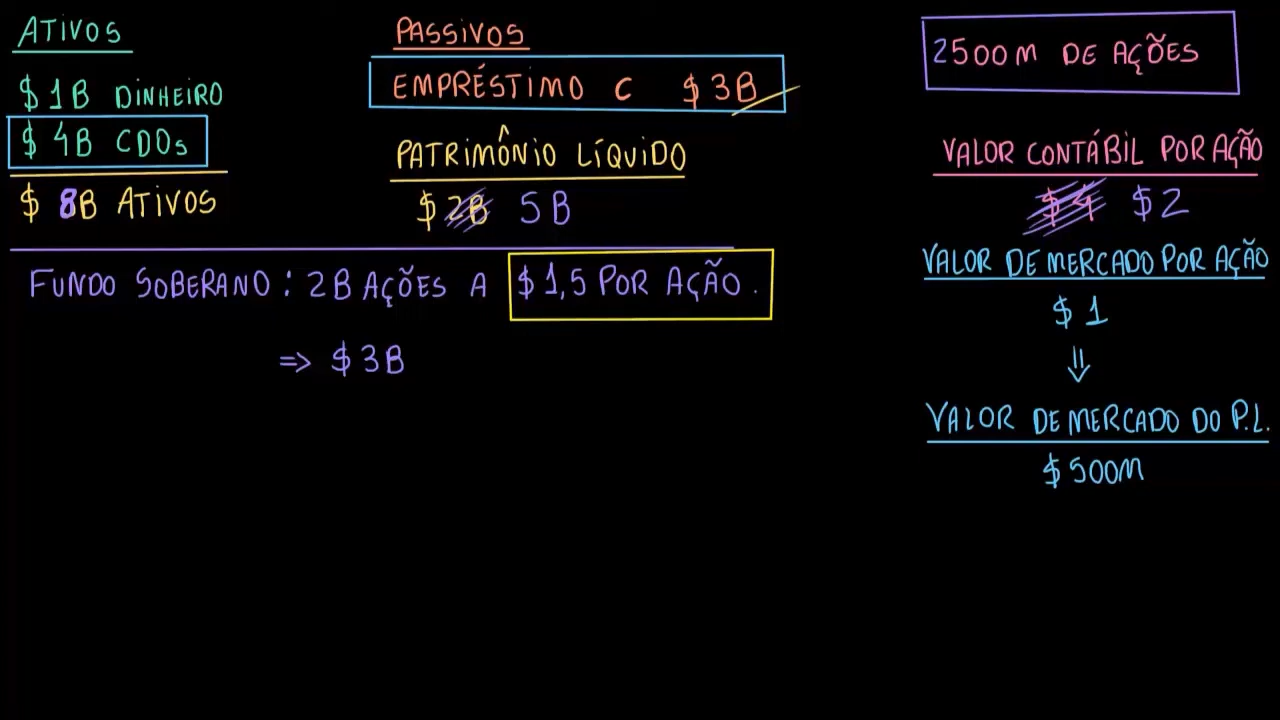 ATIVOS
$ 1B DINHEIRO
$ 4B CDOs
$ 8B ATIVOS
PASSIVOS
EMPRÉSTIMO C $ 3B
PATRIMÔNIO LÍQUIDO
$ 2B 5B
FUNDO SOBERANO : 2B AÇÕES A $ 1,5 POR AÇÃO.
=> $ 3B
2500M DE AÇÕES
VALOR CONTÁBIL POR AÇÃO
$ 4 $ 2
VALOR DE MERCADO POR AÇÃO
$ 1
⇓
VALOR DE MERCADO DO P.L.
$ 500M